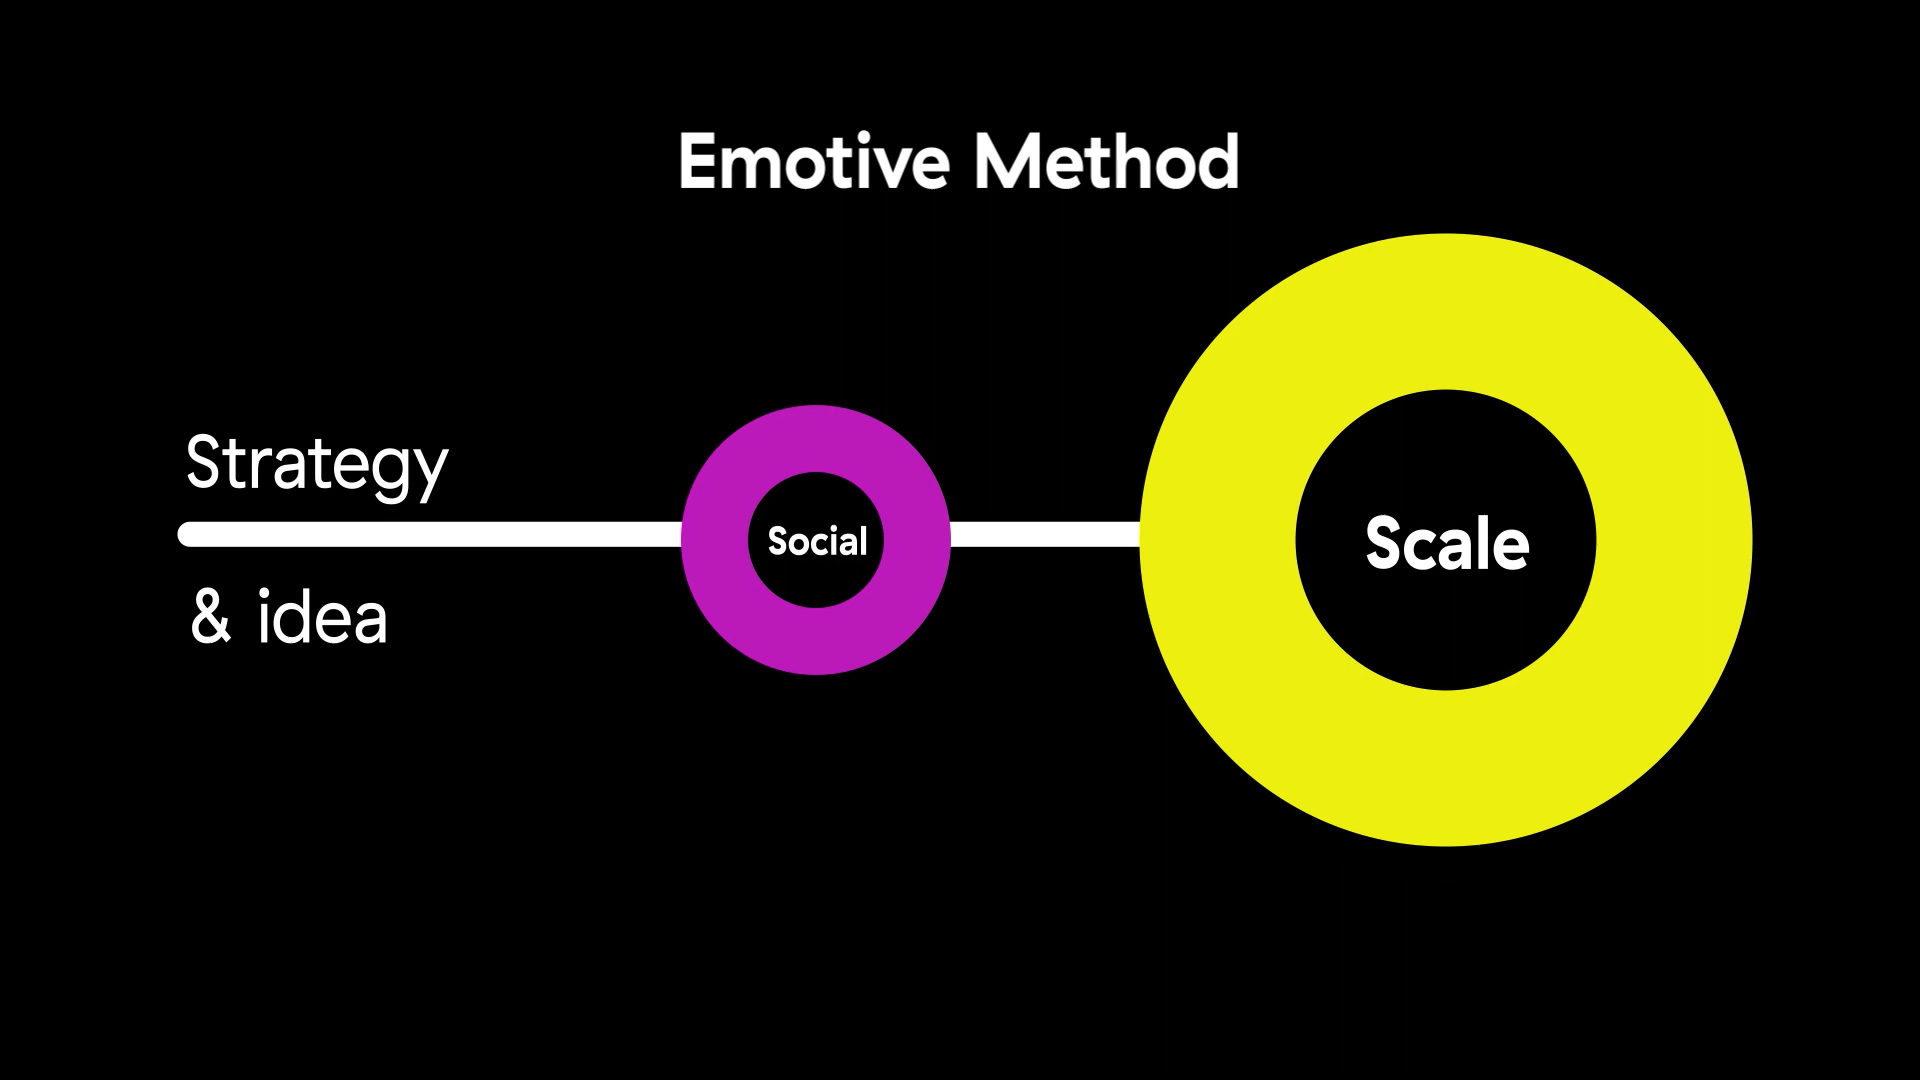 Emotive Method
Strategy
& idea
Social
Scale